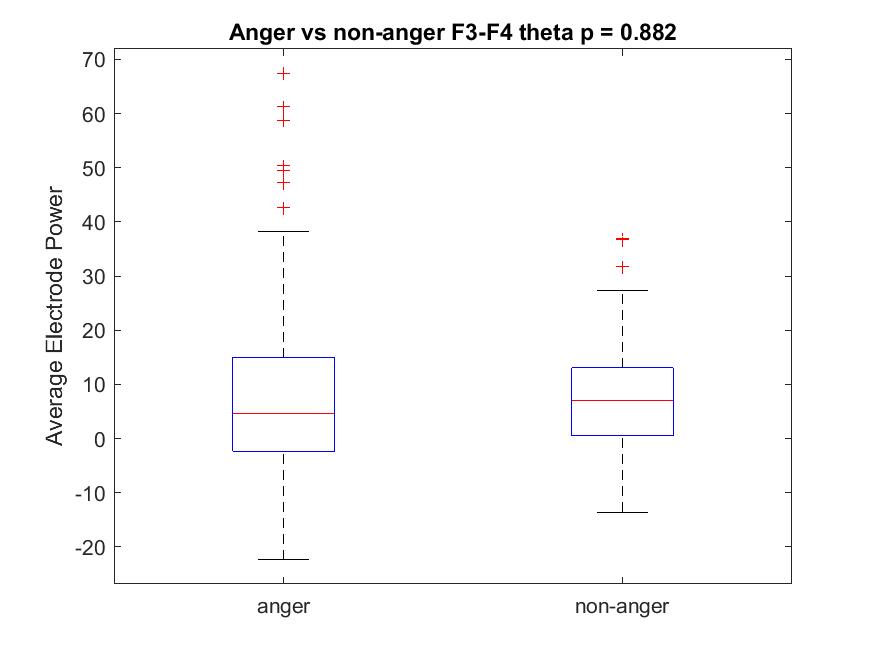 Anger vs non-anger F3-F4 theta p = 0.882
Average Electrode Power
70
60
50
40
30
20
10
0
-10
-20
anger
non-anger